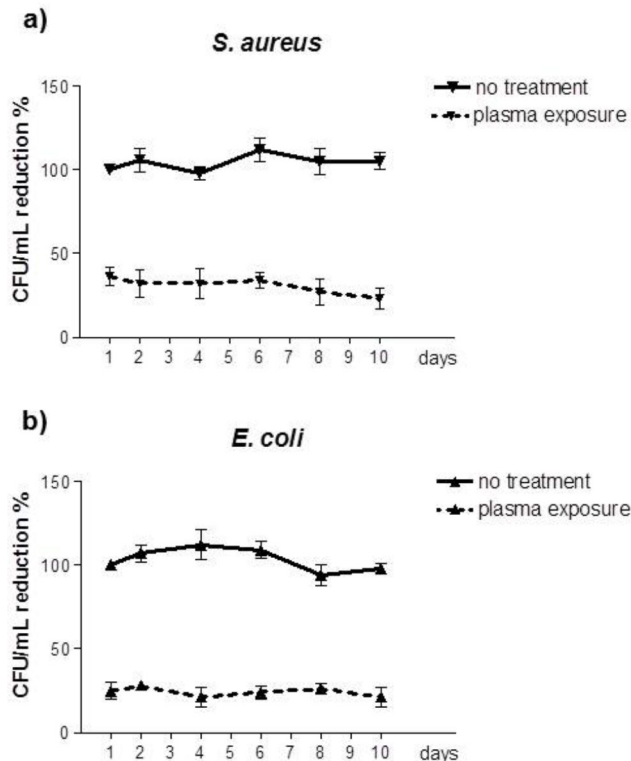 a)
S. aureus
150
100
50
0
CFU/mL reduction %
1 2 3 4 5 6 7 8 9 10 days
no treatment
plasma exposure
b)
E. coli
150
100
50
0
CFU/mL reduction %
1 2 3 4 5 6 7 8 9 10 days
no treatment
plasma exposure